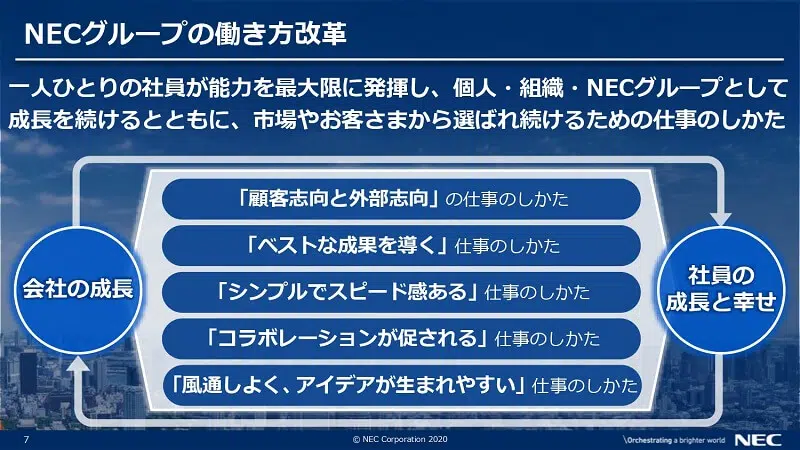 NECグループの働き方改革
一人ひとりの社員が能力を最大限に発揮し、個人・組織・NECグループとして
成長を続けるとともに、市場やお客さまから選ばれ続けるための仕事のしかた
「顧客志向と外部志向」の仕事のしかた
「ベストな成果を導く」仕事のしかた
会社の成長
「シンプルでスピード感ある」仕事のしかた
社員の
成長と幸せ
「コラボレーションが促される」仕事のしかた
「風通しよく、アイデアが生まれやすい」仕事のしかた
7
© NEC Corporation 2020
\Orchestrating a brighter world
NEC